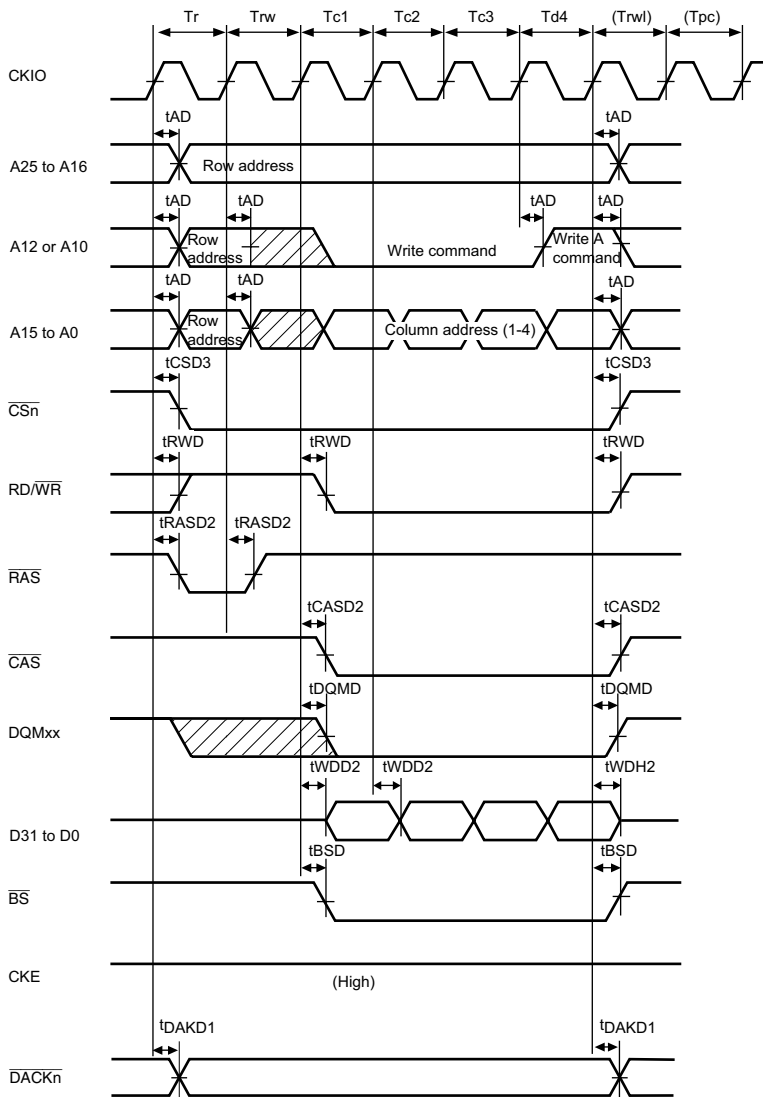 Tr Trw Tc1 Tc2 Tc3 Td4 (Trwl) (Tpc)
CKIO
tAD tAD
A25 to A16 Row address
tAD tAD tAD tAD
A12 or A10 Row address Write command Write A command
tAD tAD tAD
A15 to A0 Row address Column address (1-4)
tCSD3 tCSD3
CSn
tRWD tRWD tRWD
RD/WR
tRASD2 tRASD2
RAS
tCASD2 tCASD2
CAS
tDQMD tDQMD
DQMxx
tWDD2 tWDD2 tWDH2
D31 to D0
tBSD tBSD
BS
CKE
(High)
tDAKD1 tDAKD1
DACKn